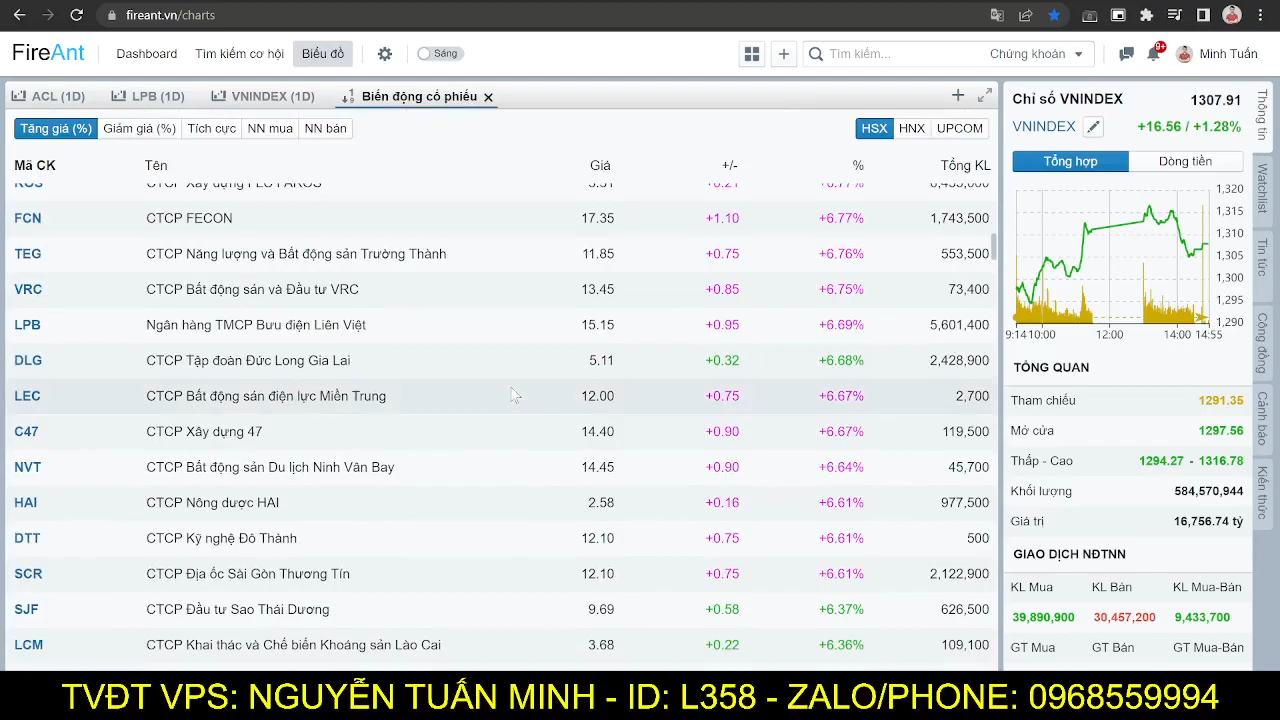 fireant.vn/charts
FireAnt Dashboard Tìm kiếm cơ hội Biểu đồ Sáng Tìm kiếm... Chứng khoán 9+ Minh Tuấn
ACL (1D) LPB (1D) VNINDEX (1D) Biến động cổ phiếu
Tăng giá (%) Giảm giá (%) Tích cực NN mua NN bán HSX HNX UPCOM
Mã CK Tên Giá +/- % Tổng KL
FCN CTCP FECON 17.35 +1.10 +6.77% 1,743,500
TEG CTCP Năng lượng và Bất động sản Trường Thành 11.85 +0.75 +6.76% 553,500
VRC CTCP Bất động sản và Đầu tư VRC 13.45 +0.85 +6.75% 73,400
LPB Ngân hàng TMCP Bưu điện Liên Việt 15.15 +0.95 +6.69% 5,601,400
DLG CTCP Tập đoàn Đức Long Gia Lai 5.11 +0.32 +6.68% 2,428,900
LEC CTCP Bất động sản điện lực Miền Trung 12.00 +0.75 +6.67% 2,700
C47 CTCP Xây dựng 47 14.40 +0.90 +6.67% 119,500
NVT CTCP Bất động sản Du lịch Ninh Vân Bay 14.45 +0.90 +6.64% 45,700
HAI CTCP Nông dược HAI 2.58 +0.16 +6.61% 977,500
DTT CTCP Kỹ nghệ Đô Thành 12.10 +0.75 +6.61% 500
SCR CTCP Địa ốc Sài Gòn Thương Tín 12.10 +0.75 +6.61% 2,122,900
SJF CTCP Đầu tư Sao Thái Dương 9.69 +0.58 +6.37% 626,500
LCM CTCP Khai thác và Chế biến Khoáng sản Lào Cai 3.68 +0.22 +6.36% 109,100
Chỉ số VNINDEX 1307.91
VNINDEX +16.56 / +1.28%
Tổng hợp Dòng tiền
1,320
1,315
1,310
1,305
1,300
1,295
1,290
9:14 10:00 12:00 14:00 14:55
TỔNG QUAN
Tham chiếu 1291.35
Mở cửa 1297.56
Thấp - Cao 1294.27 - 1316.78
Khối lượng 584,570,944
Giá trị 16,756.74 tỷ
GIAO DỊCH NĐTNN
KL Mua KL Bán KL Mua-Bán
39,890,900 30,457,200 9,433,700
GT Mua GT Bán GT Mua-Bán
Thông tin
Watchlist
Tin tức
Cộng đồng
Cảnh báo
Kiến thức
TVĐT VPS: NGUYỄN TUẤN MINH - ID: L358 - ZALO/PHONE: 0968559994